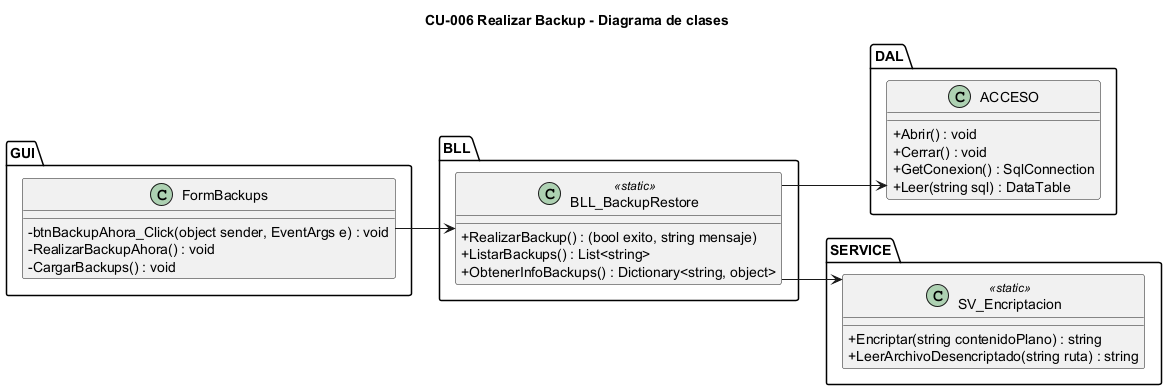 CU-006 Realizar Backup - Diagrama de clases
GUI
C FormBackups
-btnBackupAhora_Click(object sender, EventArgs e) : void
-RealizarBackupAhora() : void
-CargarBackups() : void
BLL
«static»
C BLL_BackupRestore
+RealizarBackup() : (bool exito, string mensaje)
+ListarBackups() : List<string>
+ObtenerInfoBackups() : Dictionary<string, object>
DAL
C ACCESO
+Abrir() : void
+Cerrar() : void
+GetConexion() : SqlConnection
+Leer(string sql) : DataTable
SERVICE
«static»
C SV_Encriptacion
+Encriptar(string contenidoPlano) : string
+LeerArchivoDesencriptado(string ruta) : string